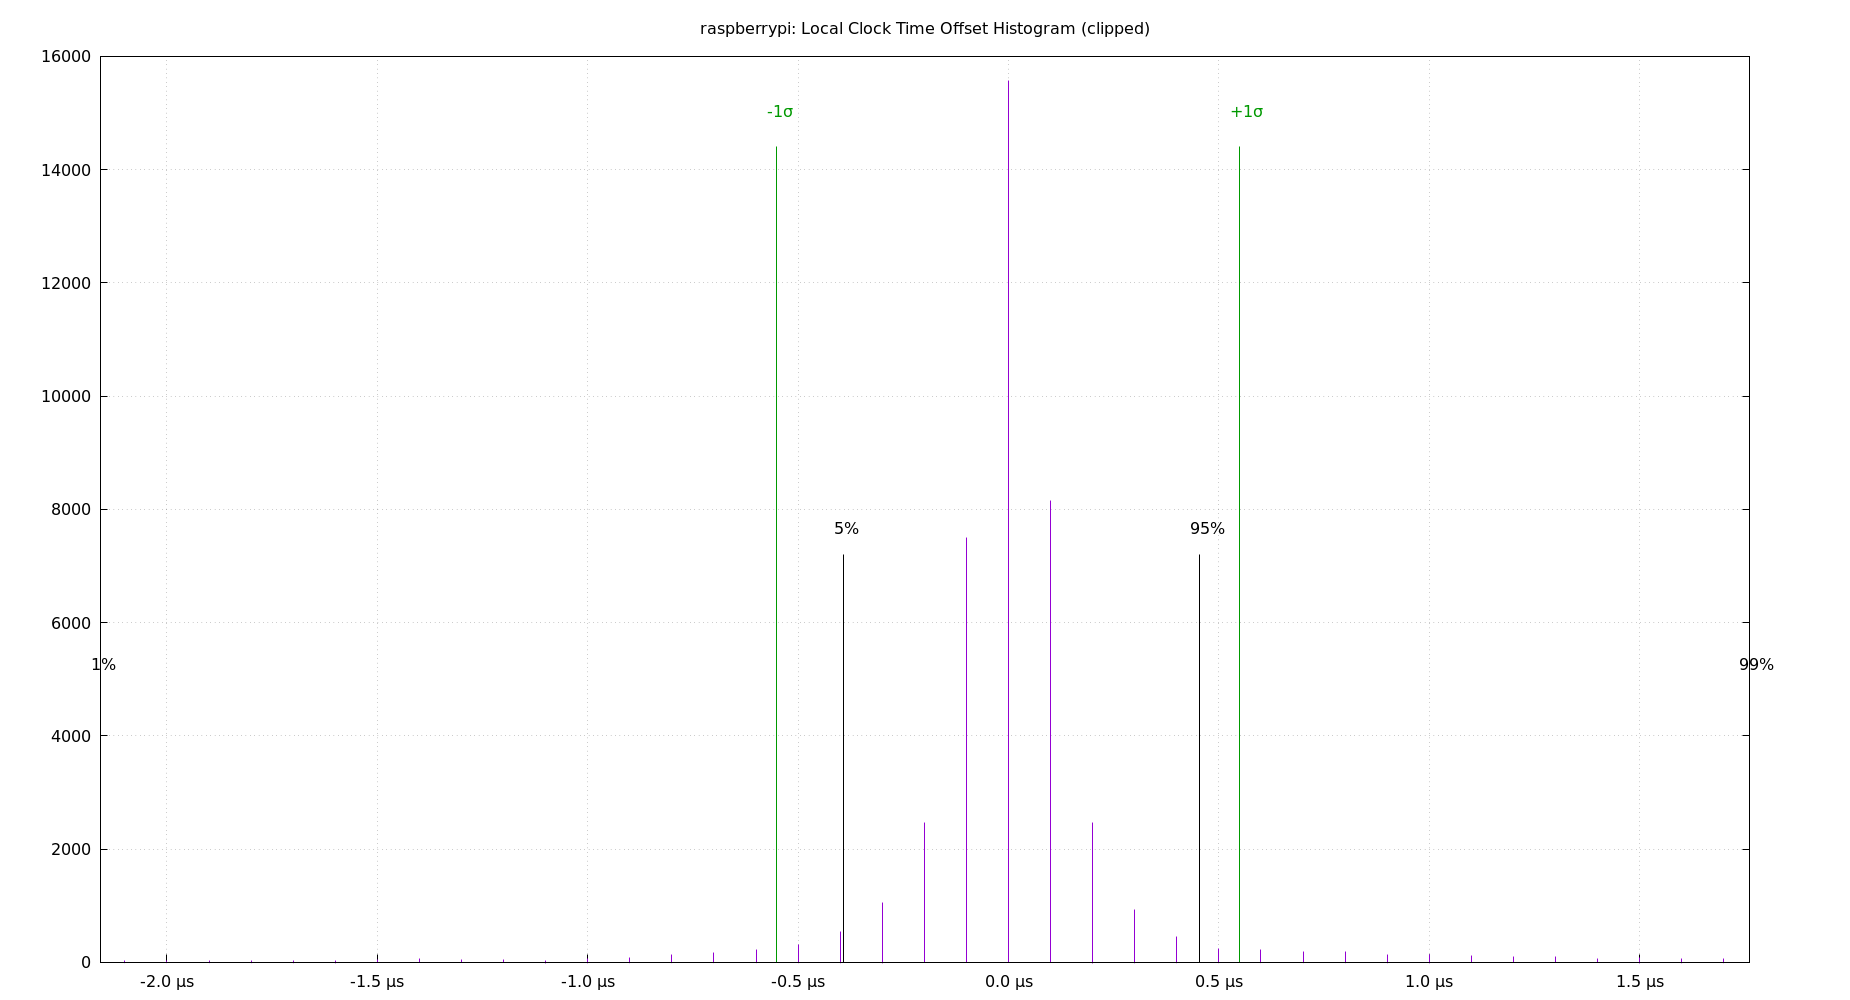 raspberrypi: Local Clock Time Offset Histogram (clipped)
16000
-1σ
+1σ
14000
12000
10000
8000
5%
95%
6000
1%
99%
4000
2000
0
-2.0 µs
-1.5 µs
-1.0 µs
-0.5 µs
0.0 µs
0.5 µs
1.0 µs
1.5 µs